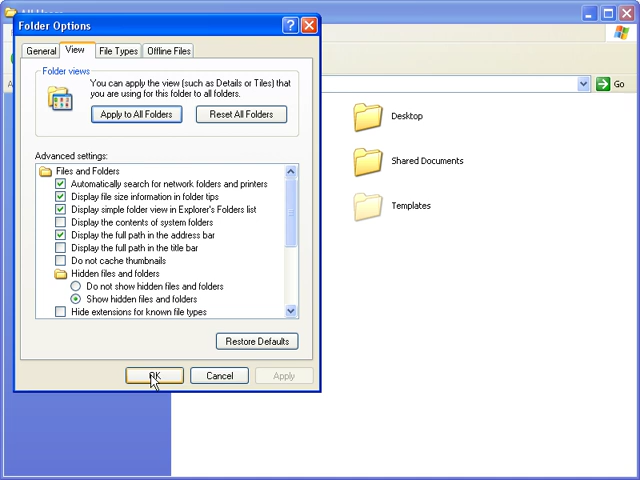 All Users
Folder Options
General
View
File Types
Offline Files
Folder views
You can apply the view (such as Details or Tiles) that
you are using for this folder to all folders.
Apply to All Folders
Reset All Folders
Advanced settings:
Files and Folders
Automatically search for network folders and printers
Display file size information in folder tips
Display simple folder view in Explorer's Folders list
Display the contents of system folders
Display the full path in the address bar
Display the full path in the title bar
Do not cache thumbnails
Hidden files and folders
Do not show hidden files and folders
Show hidden files and folders
Hide extensions for known file types
Restore Defaults
OK
Cancel
Apply
Go
Desktop
Shared Documents
Templates